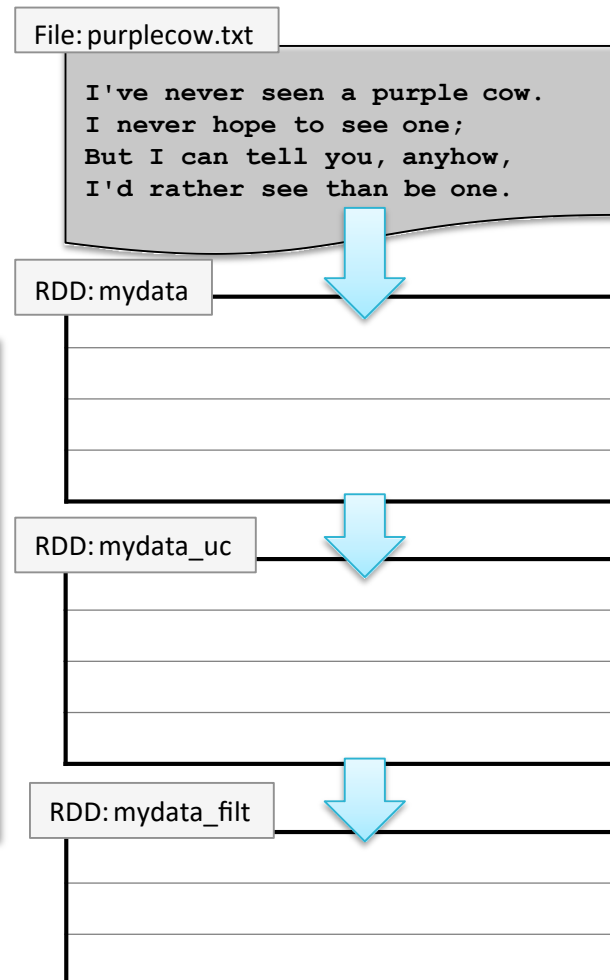 File: purplecow.txt
I've never seen a purple cow.
I never hope to see one;
But I can tell you, anyhow,
I'd rather see than be one.
RDD: mydata
RDD: mydata_uc
RDD: mydata_filt